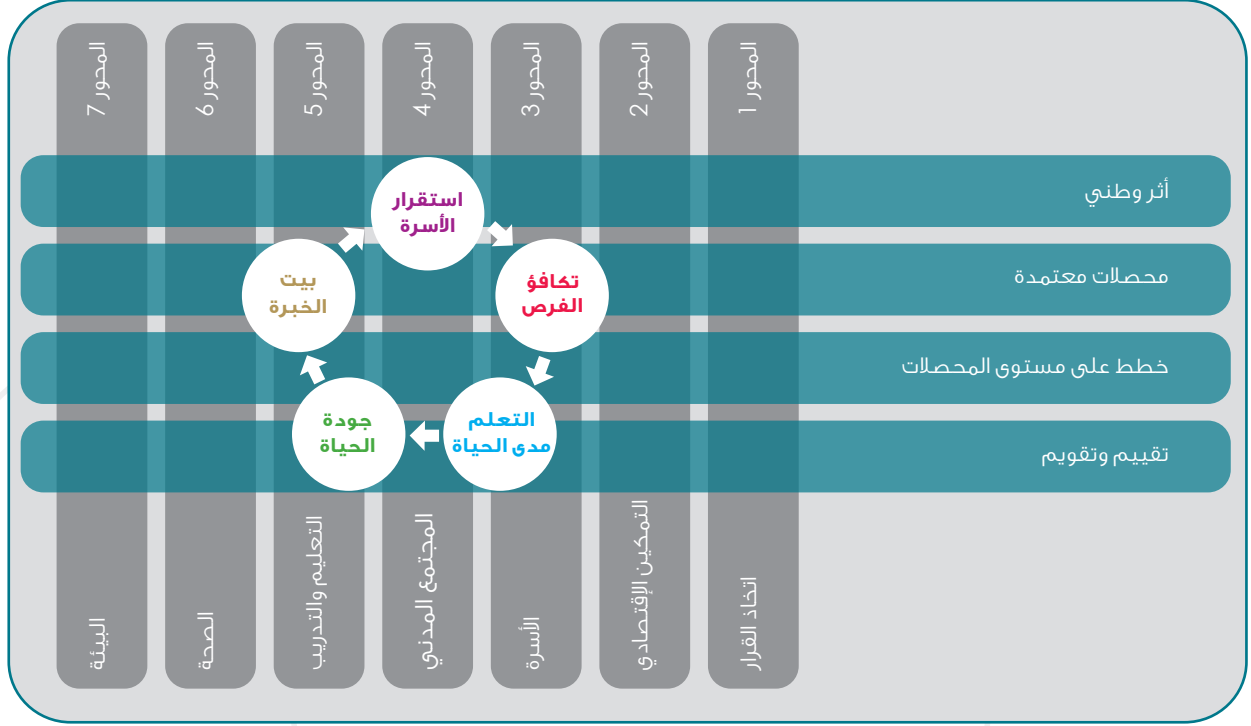 المحور 1
المحور 2
المحور 3
المحور 4
المحور 5
المحور 6
المحور 7
أثر وطني
محصلات معتمدة
خطط على مستوى المحصلات
تقييم وتقويم
استقرار
الأسرة
تكافؤ
الفرص
التعلم
مدى الحياة
جودة
الحياة
بيت
الخبرة
اتخاذ القرار
التمكين الإقتصادي
الأسرة
المجتمع المدني
التعليم والتدريب
الصحة
البيئة